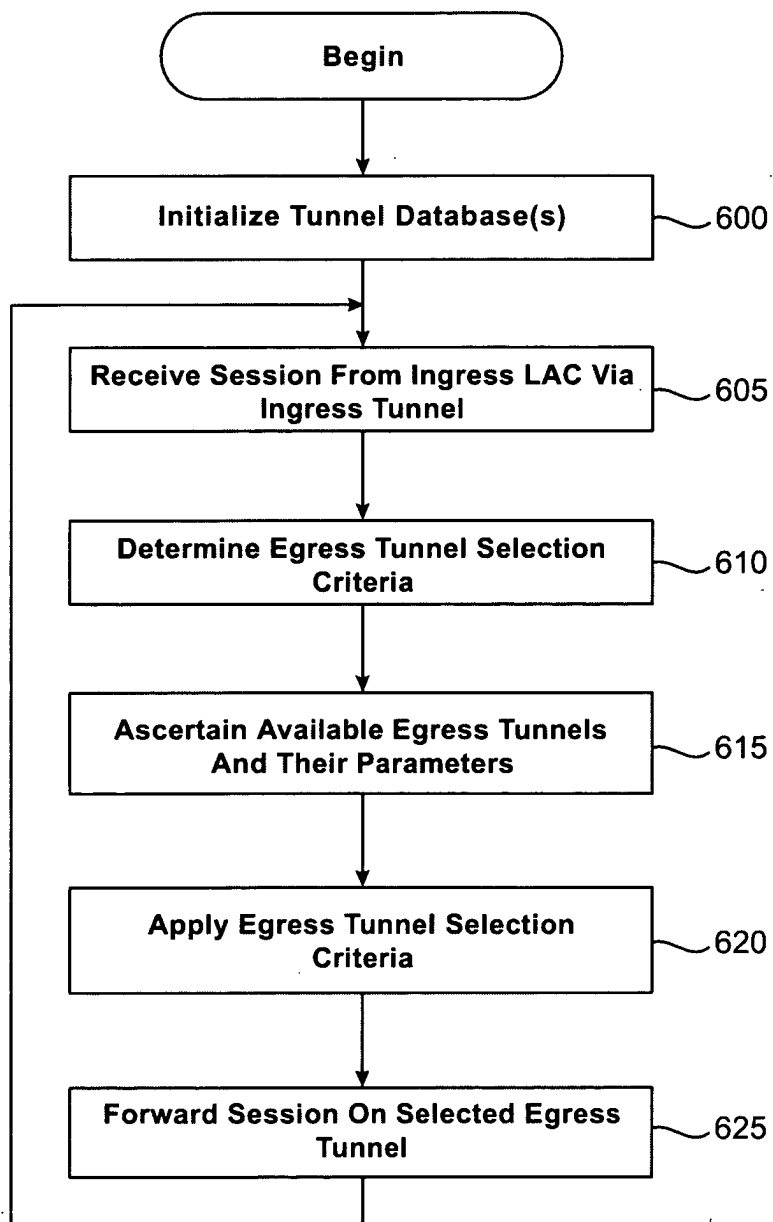 Begin
Initialize Tunnel Database(s)
600
Receive Session From Ingress LAC Via
Ingress Tunnel
605
Determine Egress Tunnel Selection
Criteria
610
Ascertain Available Egress Tunnels
And Their Parameters
615
Apply Egress Tunnel Selection
Criteria
620
Forward Session On Selected Egress
Tunnel
625